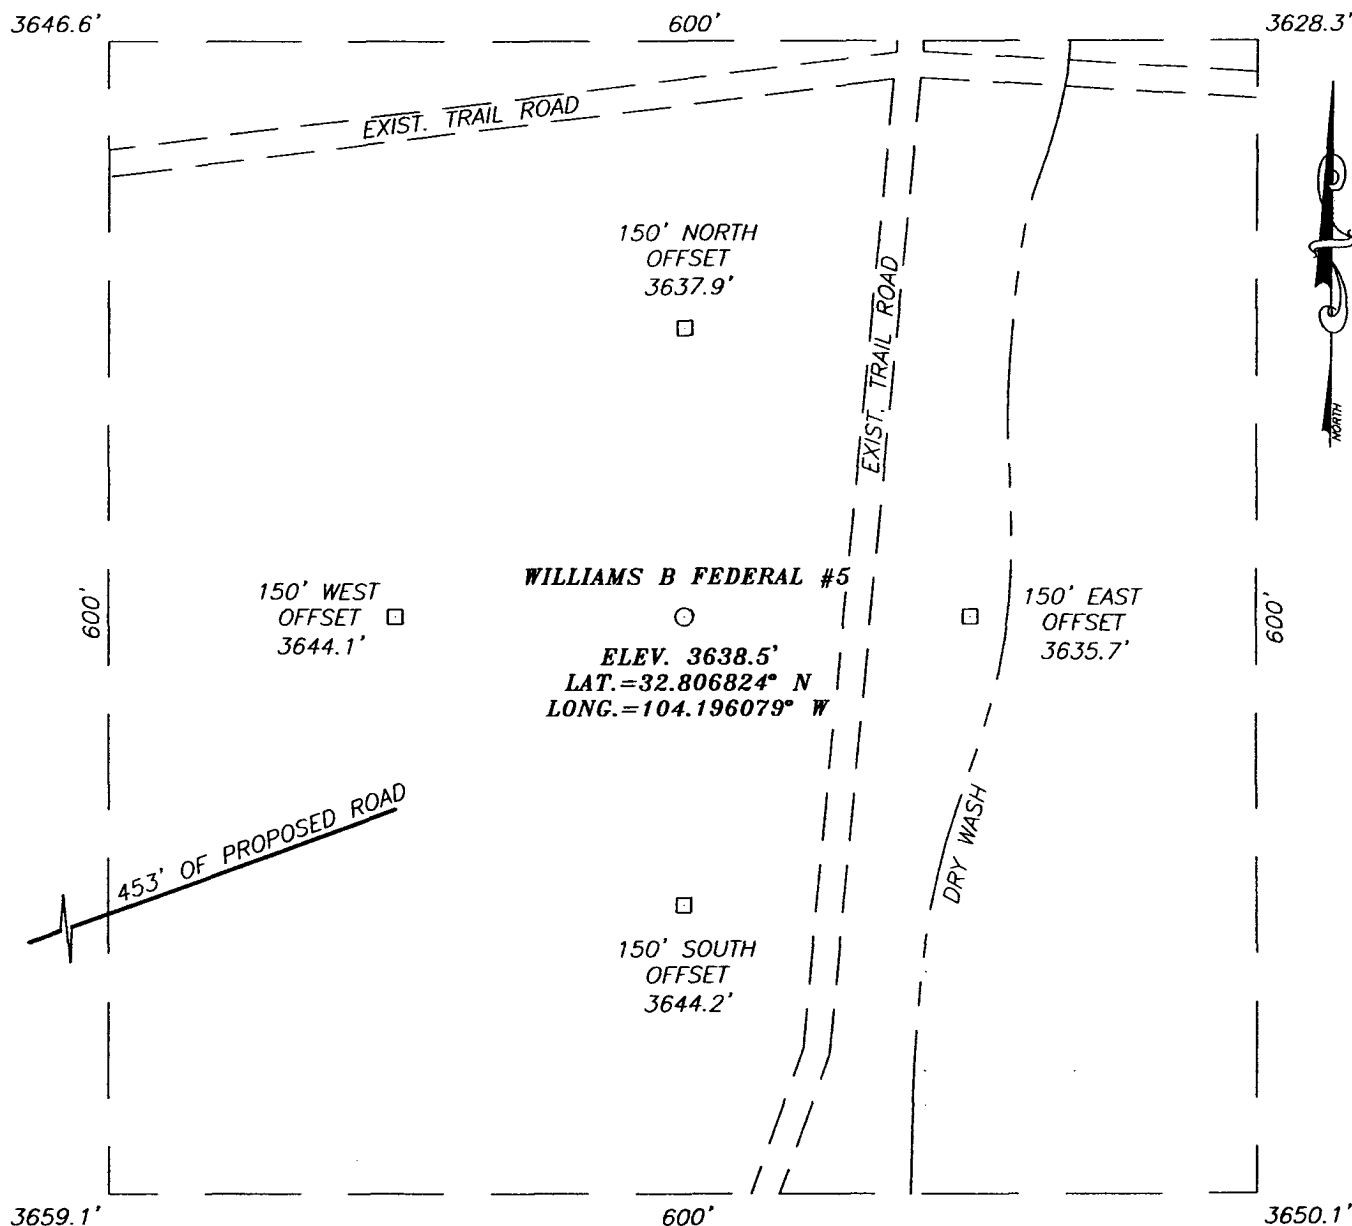 3646.6'
600'
3628.3'
EXIST. TRAIL ROAD
150' NORTH
OFFSET
3637.9'
EXIST. TRAIL ROAD
NORTH
600'
150' WEST
OFFSET
3644.1'
WILLIAMS B FEDERAL #5
ELEV. 3638.5'
LAT.=32.806824° N
LONG.=104.196079° W
150' EAST
OFFSET
3635.7'
600'
453' OF PROPOSED ROAD
DRY WASH
150' SOUTH
OFFSET
3644.2'
3659.1'
600'
3650.1'